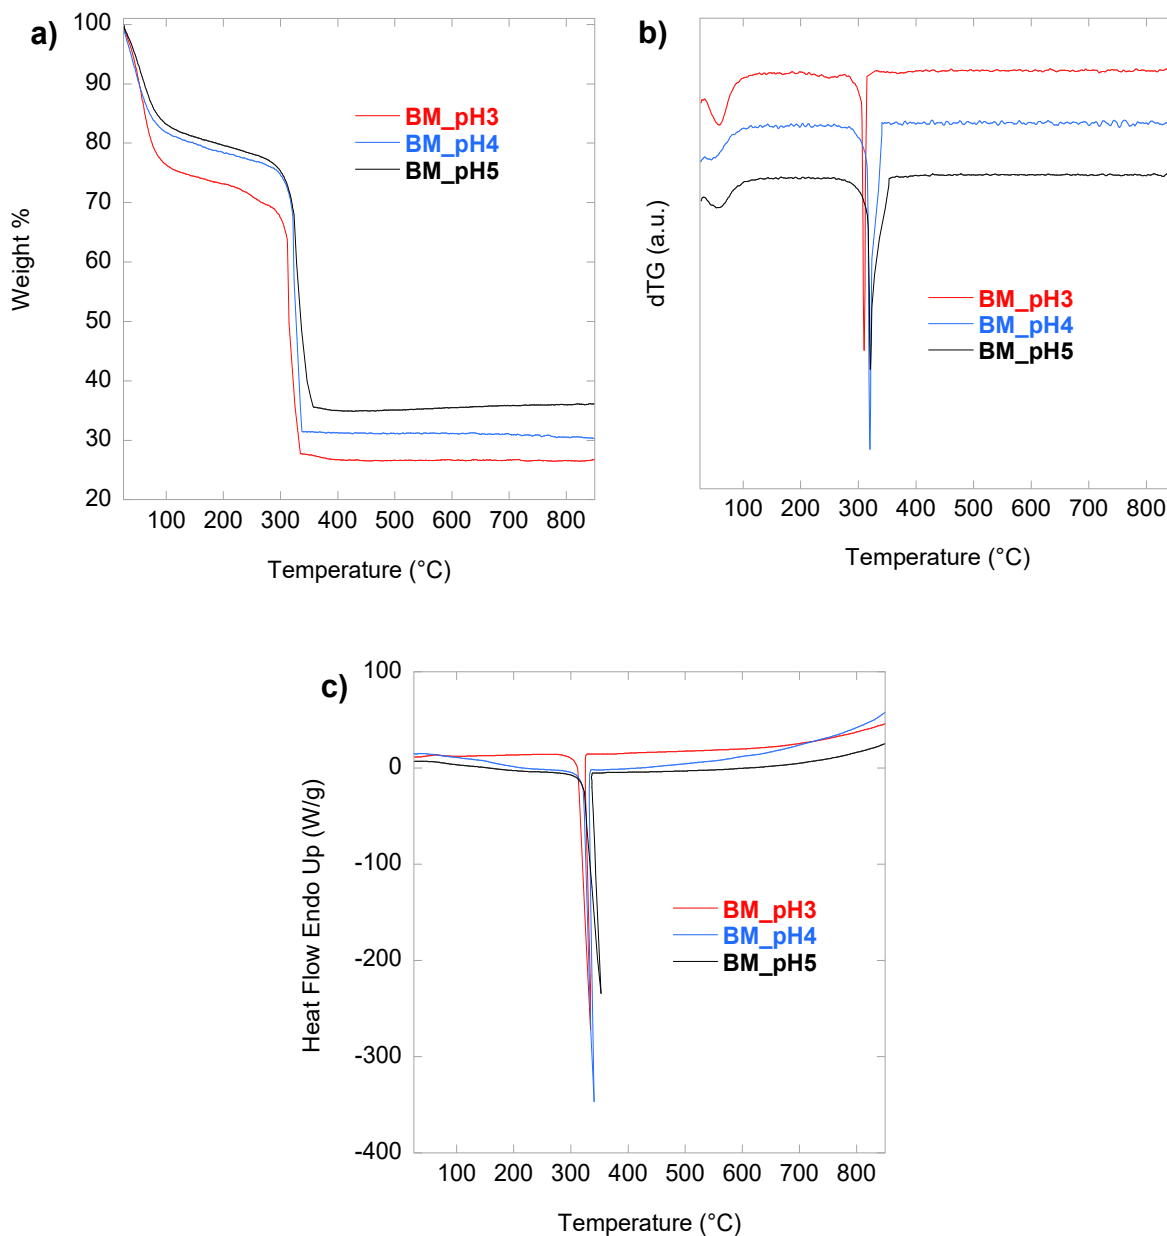 a)
100
90
80
70
60
50
40
30
20
Weight %
BM_pH3
BM_pH4
BM_pH5
100 200 300 400 500 600 700 800
Temperature (°C)
b)
dTG (a.u.)
BM_pH3
BM_pH4
BM_pH5
100 200 300 400 500 600 700 800
Temperature (°C)
c)
100
0
-100
-200
-300
-400
Heat Flow Endo Up (W/g)
BM_pH3
BM_pH4
BM_pH5
100 200 300 400 500 600 700 800
Temperature (°C)